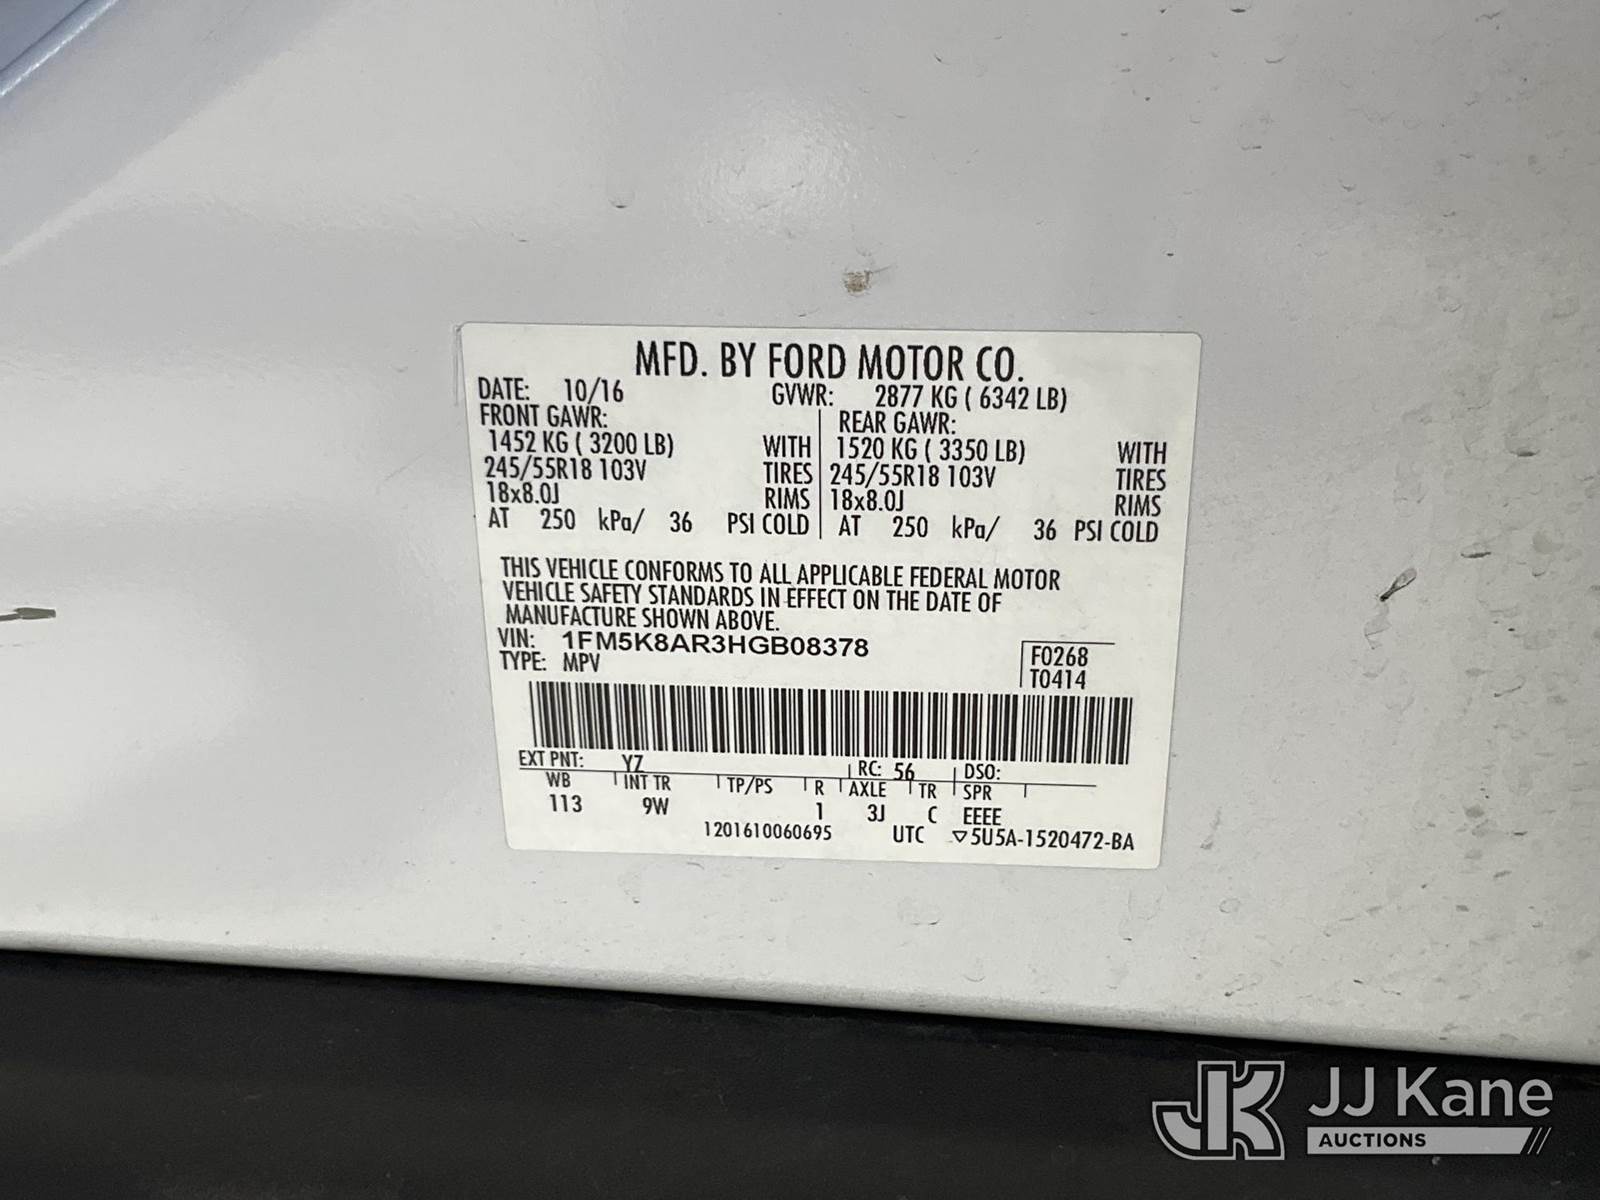 MFD. BY FORD MOTOR CO.
DATE: 10/16 GVWR: 2877 KG ( 6342 LB)
FRONT GAWR: REAR GAWR:
1452 KG ( 3200 LB) WITH 1520 KG ( 3350 LB) WITH
245/55R18 103V TIRES 245/55R18 103V TIRES
18x8.0J RIMS 18x8.0J RIMS
AT 250 kPa/ 36 PSI COLD AT 250 kPa/ 36 PSI COLD
THIS VEHICLE CONFORMS TO ALL APPLICABLE FEDERAL MOTOR
VEHICLE SAFETY STANDARDS IN EFFECT ON THE DATE OF
MANUFACTURE SHOWN ABOVE.
VIN: 1FM5K8AR3HGB08378
TYPE: MPV
F0268
T0414
EXT PNT: YZ RC: 56 DSO:
WB INT TR TP/PS R AXLE TR SPR
113 9W 1 3J C EEEE
1201610060695 UTC ▽5U5A-1520472-BA
JK JJ Kane
AUCTIONS